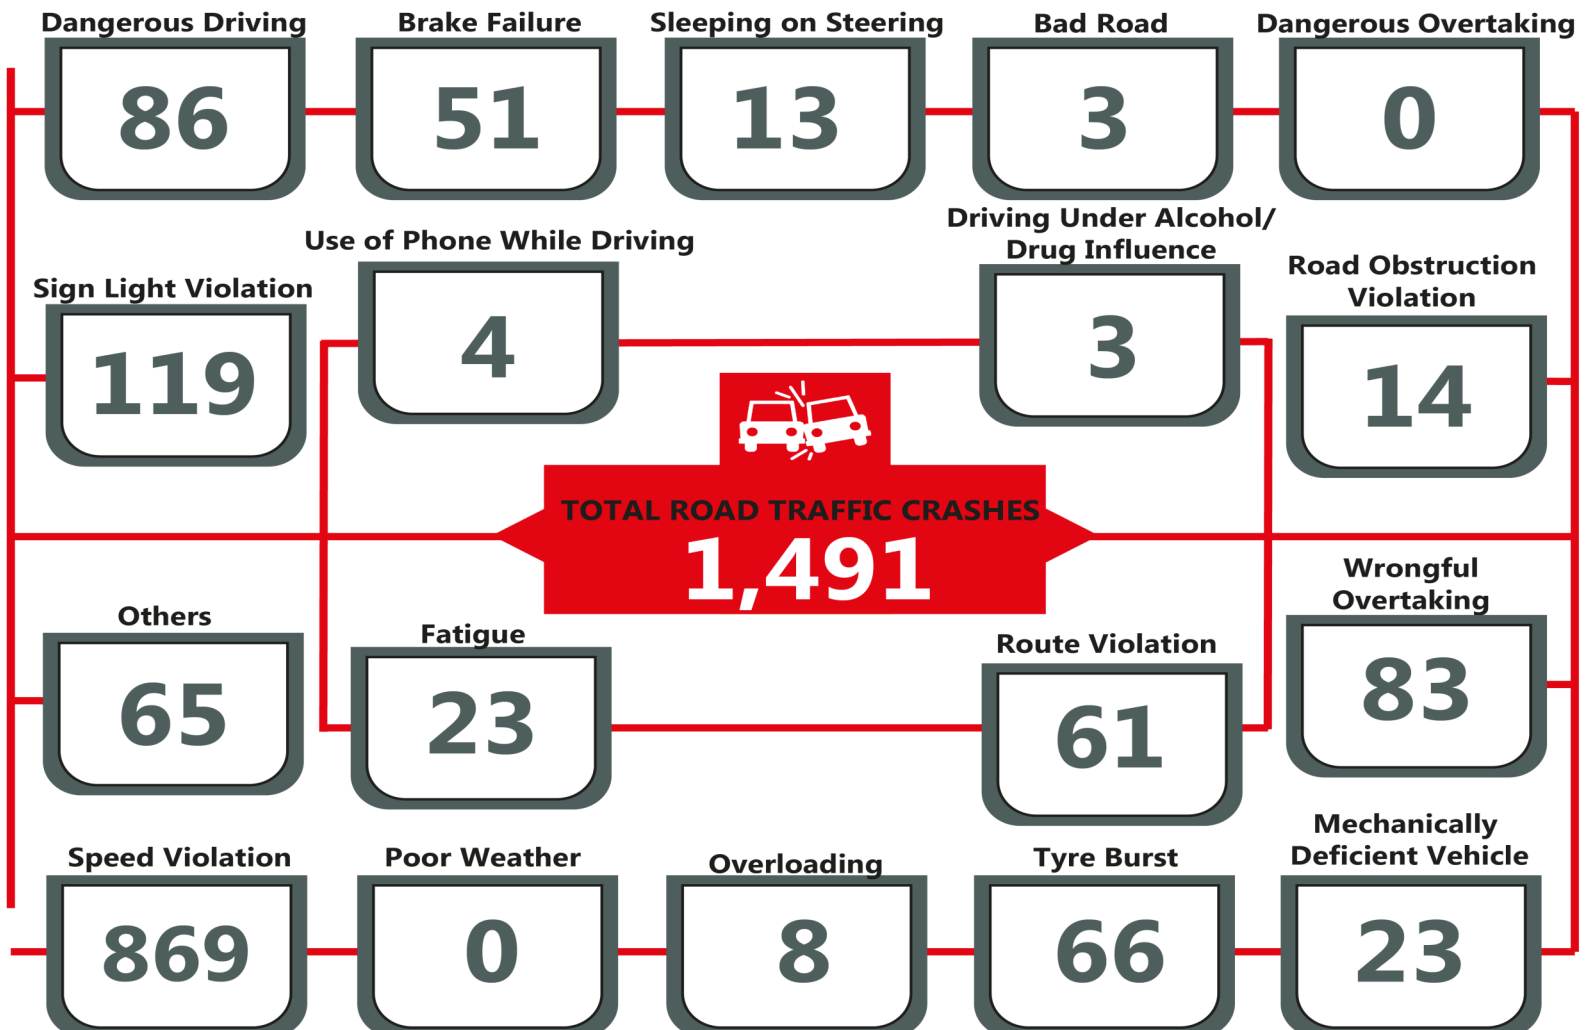 Dangerous Driving
86
Brake Failure
51
Sleeping on Steering
13
Bad Road
3
Dangerous Overtaking
0
Sign Light Violation
119
Use of Phone While Driving
4
Driving Under Alcohol/
Drug Influence
3
Road Obstruction
Violation
14
TOTAL ROAD TRAFFIC CRASHES
1,491
Others
65
Fatigue
23
Route Violation
61
Wrongful
Overtaking
83
Speed Violation
869
Poor Weather
0
Overloading
8
Tyre Burst
66
Mechanically
Deficient Vehicle
23